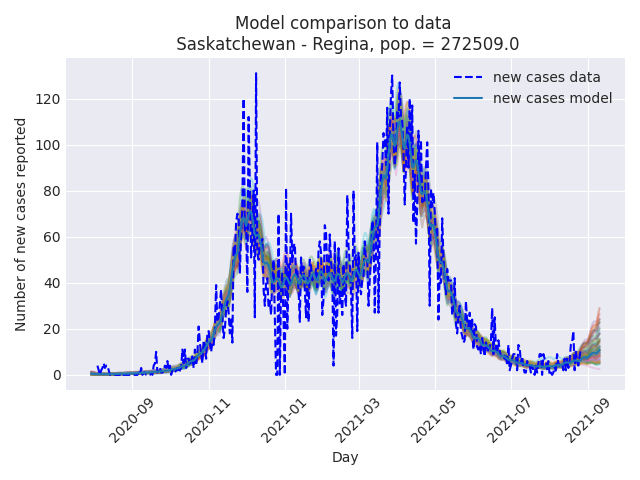 Model comparison to data
Saskatchewan - Regina, pop. = 272509.0
new cases data
new cases model
Number of new cases reported
120
100
80
60
40
20
0
2020-09
2020-11
2021-01
2021-03
2021-05
2021-07
2021-09
Day